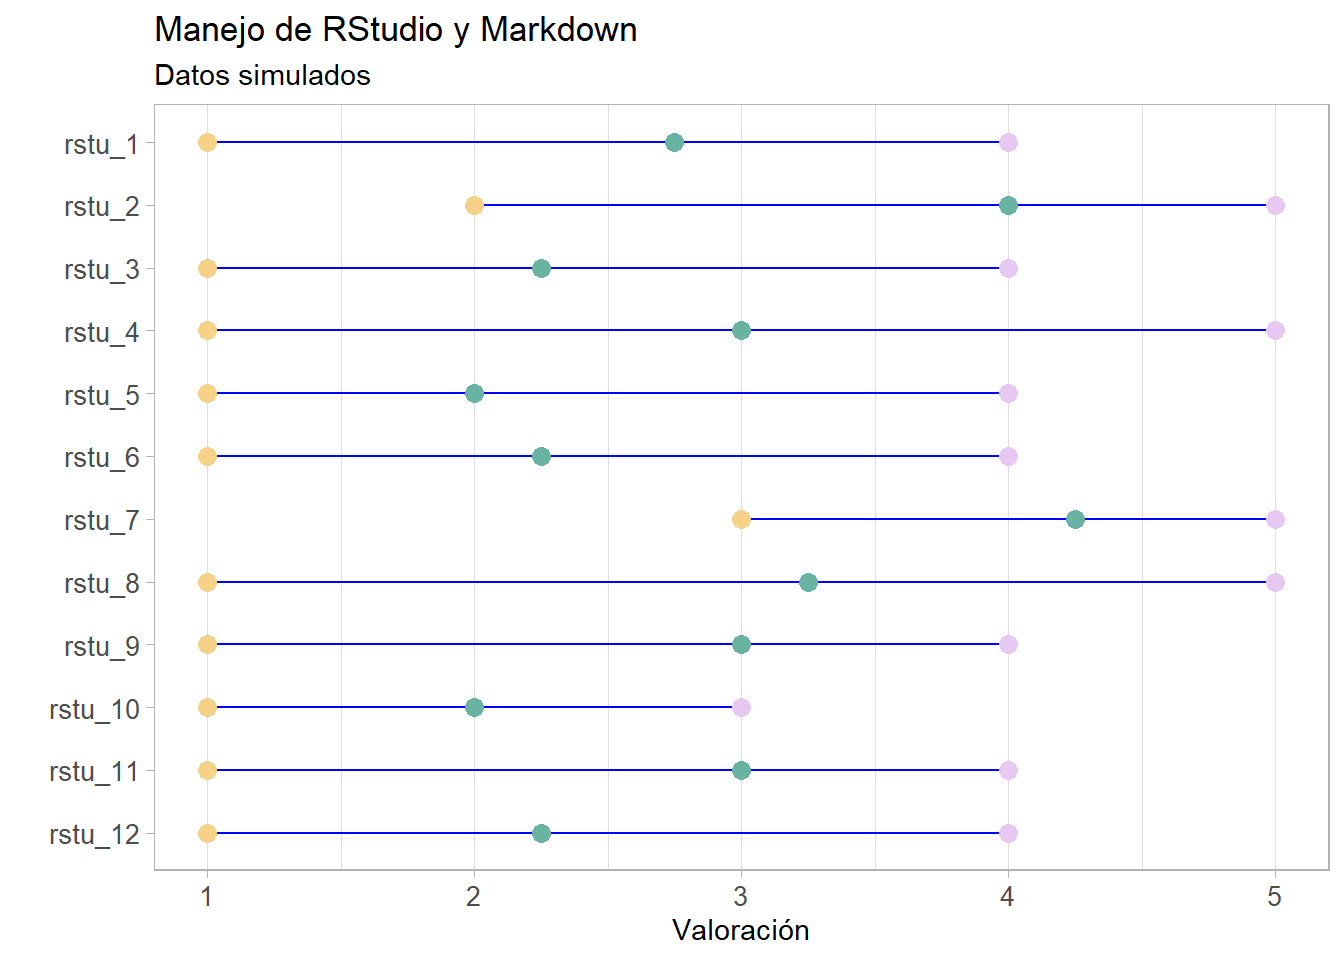 Manejo de RStudio y Markdown
Datos simulados
rstu_1
rstu_2
rstu_3
rstu_4
rstu_5
rstu_6
rstu_7
rstu_8
rstu_9
rstu_10
rstu_11
rstu_12
1 2 3 4 5
Valoración